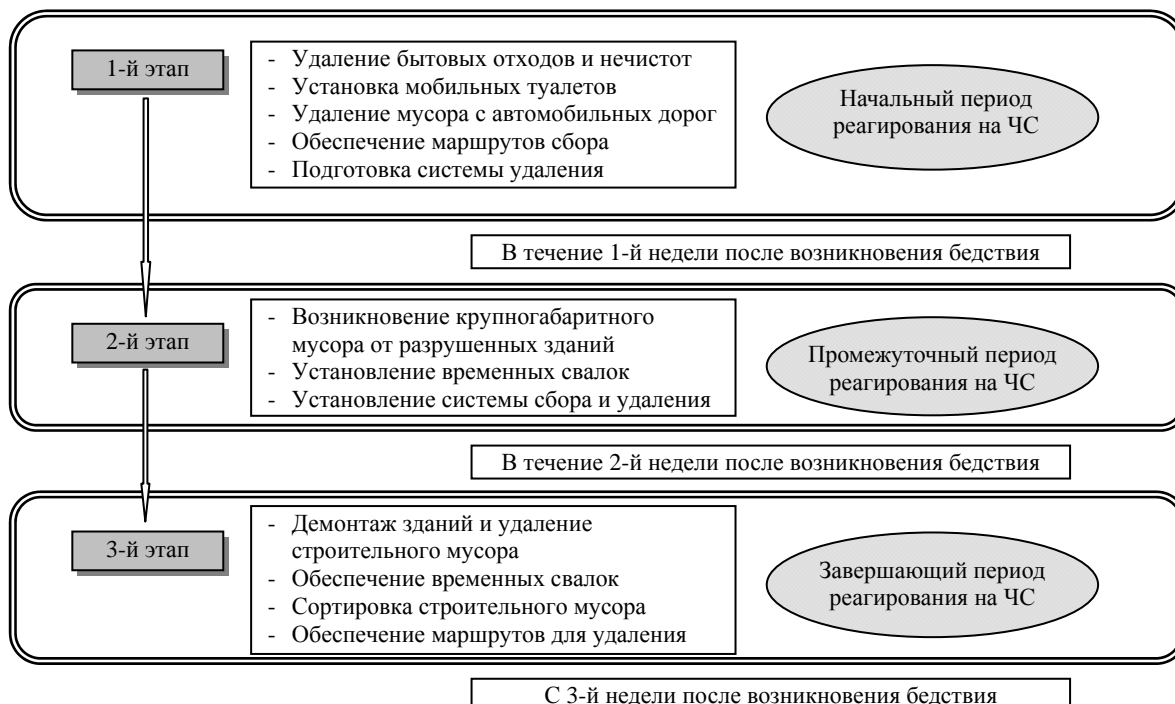 1-й этап
- Удаление бытовых отходов и нечистот
- Установка мобильных туалетов
- Удаление мусора с автомобильных дорог
- Обеспечение маршрутов сбора
- Подготовка системы удаления
Начальный период
реагирования на ЧС
В течение 1-й недели после возникновения бедствия
2-й этап
- Возникновение крупногабаритного
мусора от разрушенных зданий
- Установление временных свалок
- Установление системы сбора и удаления
Промежуточный период
реагирования на ЧС
В течение 2-й недели после возникновения бедствия
3-й этап
- Демонтаж зданий и удаление
строительного мусора
- Обеспечение временных свалок
- Сортировка строительного мусора
- Обеспечение маршрутов для удаления
Завершающий период
реагирования на ЧС
С 3-й недели после возникновения бедствия